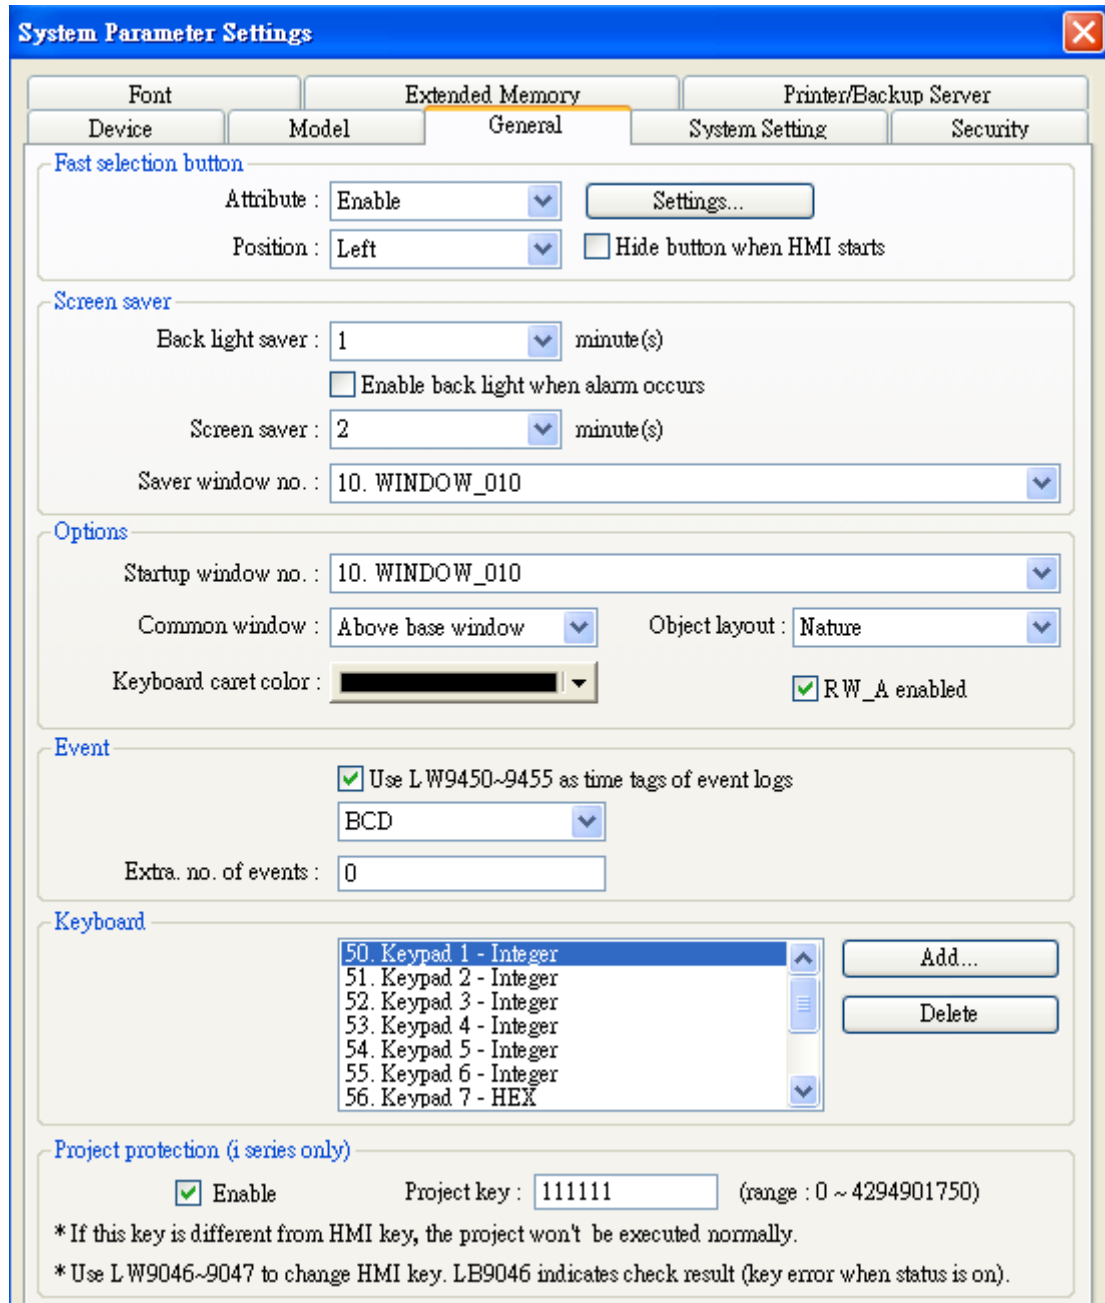 System Parameter Settings
Font Extended Memory Printer/Backup Server
Device Model General System Setting Security
Fast selection button
Attribute : Enable Settings...
Position : Left Hide button when HMI starts
Screen saver
Back light saver : 1 minute(s)
Enable back light when alarm occurs
Screen saver : 2 minute(s)
Saver window no. : 10. WINDOW_010
Options
Startup window no. : 10. WINDOW_010
Common window : Above base window Object layout : Nature
Keyboard caret color : RW_A enabled
Event
Use LW9450~9455 as time tags of event logs
BCD
Extra. no. of events : 0
Keyboard
50. Keypad 1 - Integer Add...
51. Keypad 2 - Integer
52. Keypad 3 - Integer Delete
53. Keypad 4 - Integer
54. Keypad 5 - Integer
55. Keypad 6 - Integer
56. Keypad 7 - HEX
Project protection (i series only)
Enable Project key : 111111 (range : 0 ~ 4294901750)
* If this key is different from HMI key, the project won't be executed normally.
* Use LW9046~9047 to change HMI key. LB9046 indicates check result (key error when status is on).